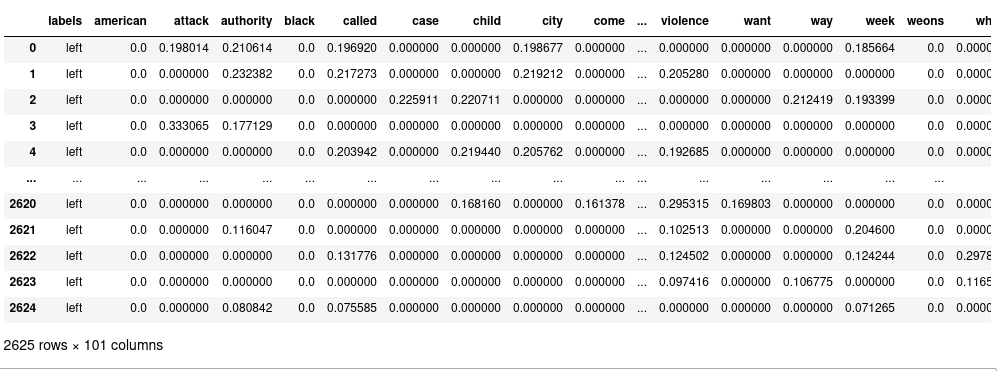 labels american attack authority black called case child city come ... violence want way week weons wh
0 left 0.0 0.198014 0.210614 0.0 0.196920 0.000000 0.000000 0.198677 0.000000 ... 0.000000 0.000000 0.000000 0.185664 0.0 0.0000
1 left 0.0 0.000000 0.232382 0.0 0.217273 0.000000 0.000000 0.219212 0.000000 ... 0.205280 0.000000 0.000000 0.000000 0.0 0.0000
2 left 0.0 0.000000 0.000000 0.0 0.000000 0.225911 0.220711 0.000000 0.000000 ... 0.000000 0.000000 0.212419 0.193399 0.0 0.0000
3 left 0.0 0.333065 0.177129 0.0 0.000000 0.000000 0.000000 0.000000 0.000000 ... 0.000000 0.000000 0.000000 0.000000 0.0 0.0000
4 left 0.0 0.000000 0.000000 0.0 0.203942 0.000000 0.219440 0.205762 0.000000 ... 0.192685 0.000000 0.000000 0.000000 0.0 0.0000
... ... ... ... ... ... ... ... ... ... ... ... ... ... ... ... ...
2620 left 0.0 0.000000 0.000000 0.0 0.000000 0.000000 0.168160 0.000000 0.161378 ... 0.295315 0.169803 0.000000 0.000000 0.0 0.0000
2621 left 0.0 0.000000 0.116047 0.0 0.000000 0.000000 0.000000 0.000000 0.000000 ... 0.102513 0.000000 0.000000 0.204600 0.0 0.0000
2622 left 0.0 0.000000 0.000000 0.0 0.131776 0.000000 0.000000 0.000000 0.000000 ... 0.124502 0.000000 0.000000 0.124244 0.0 0.2978
2623 left 0.0 0.000000 0.000000 0.0 0.000000 0.000000 0.000000 0.000000 0.000000 ... 0.097416 0.000000 0.106775 0.000000 0.0 0.1165
2624 left 0.0 0.000000 0.080842 0.0 0.075585 0.000000 0.000000 0.000000 0.000000 ... 0.000000 0.000000 0.000000 0.071265 0.0 0.0000
2625 rows × 101 columns